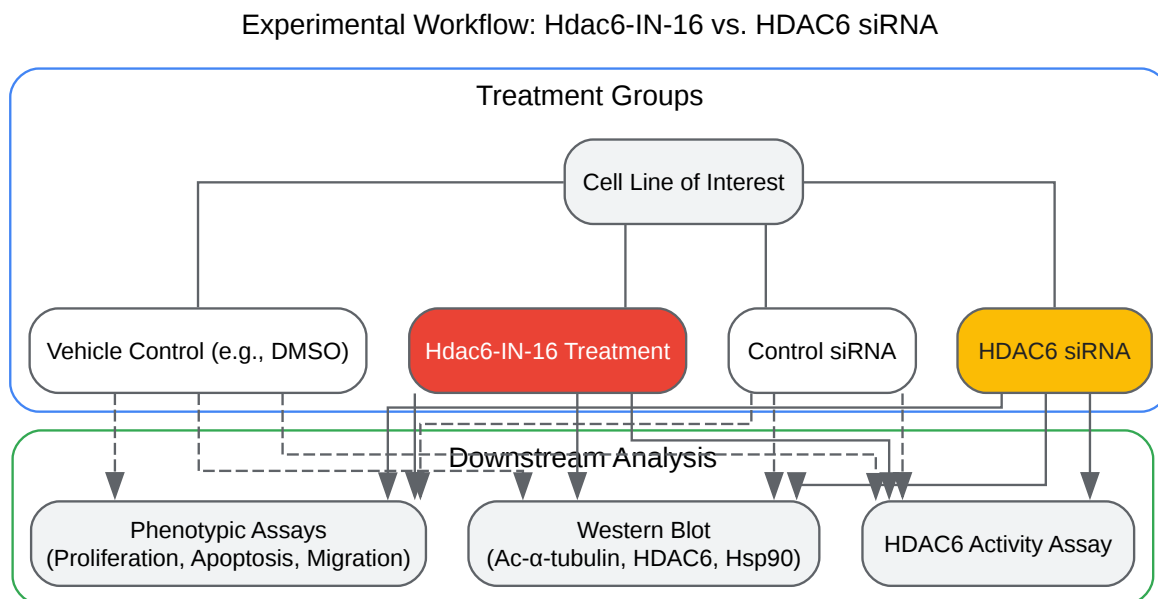 Experimental Workflow: Hdac6-IN-16 vs. HDAC6 siRNA
Treatment Groups
Cell Line of Interest
Vehicle Control (e.g., DMSO)
Hdac6-IN-16 Treatment
Control siRNA
HDAC6 siRNA
Downstream Analysis
Phenotypic Assays
(Proliferation, Apoptosis, Migration)
Western Blot
(Ac-α-tubulin, HDAC6, Hsp90)
HDAC6 Activity Assay